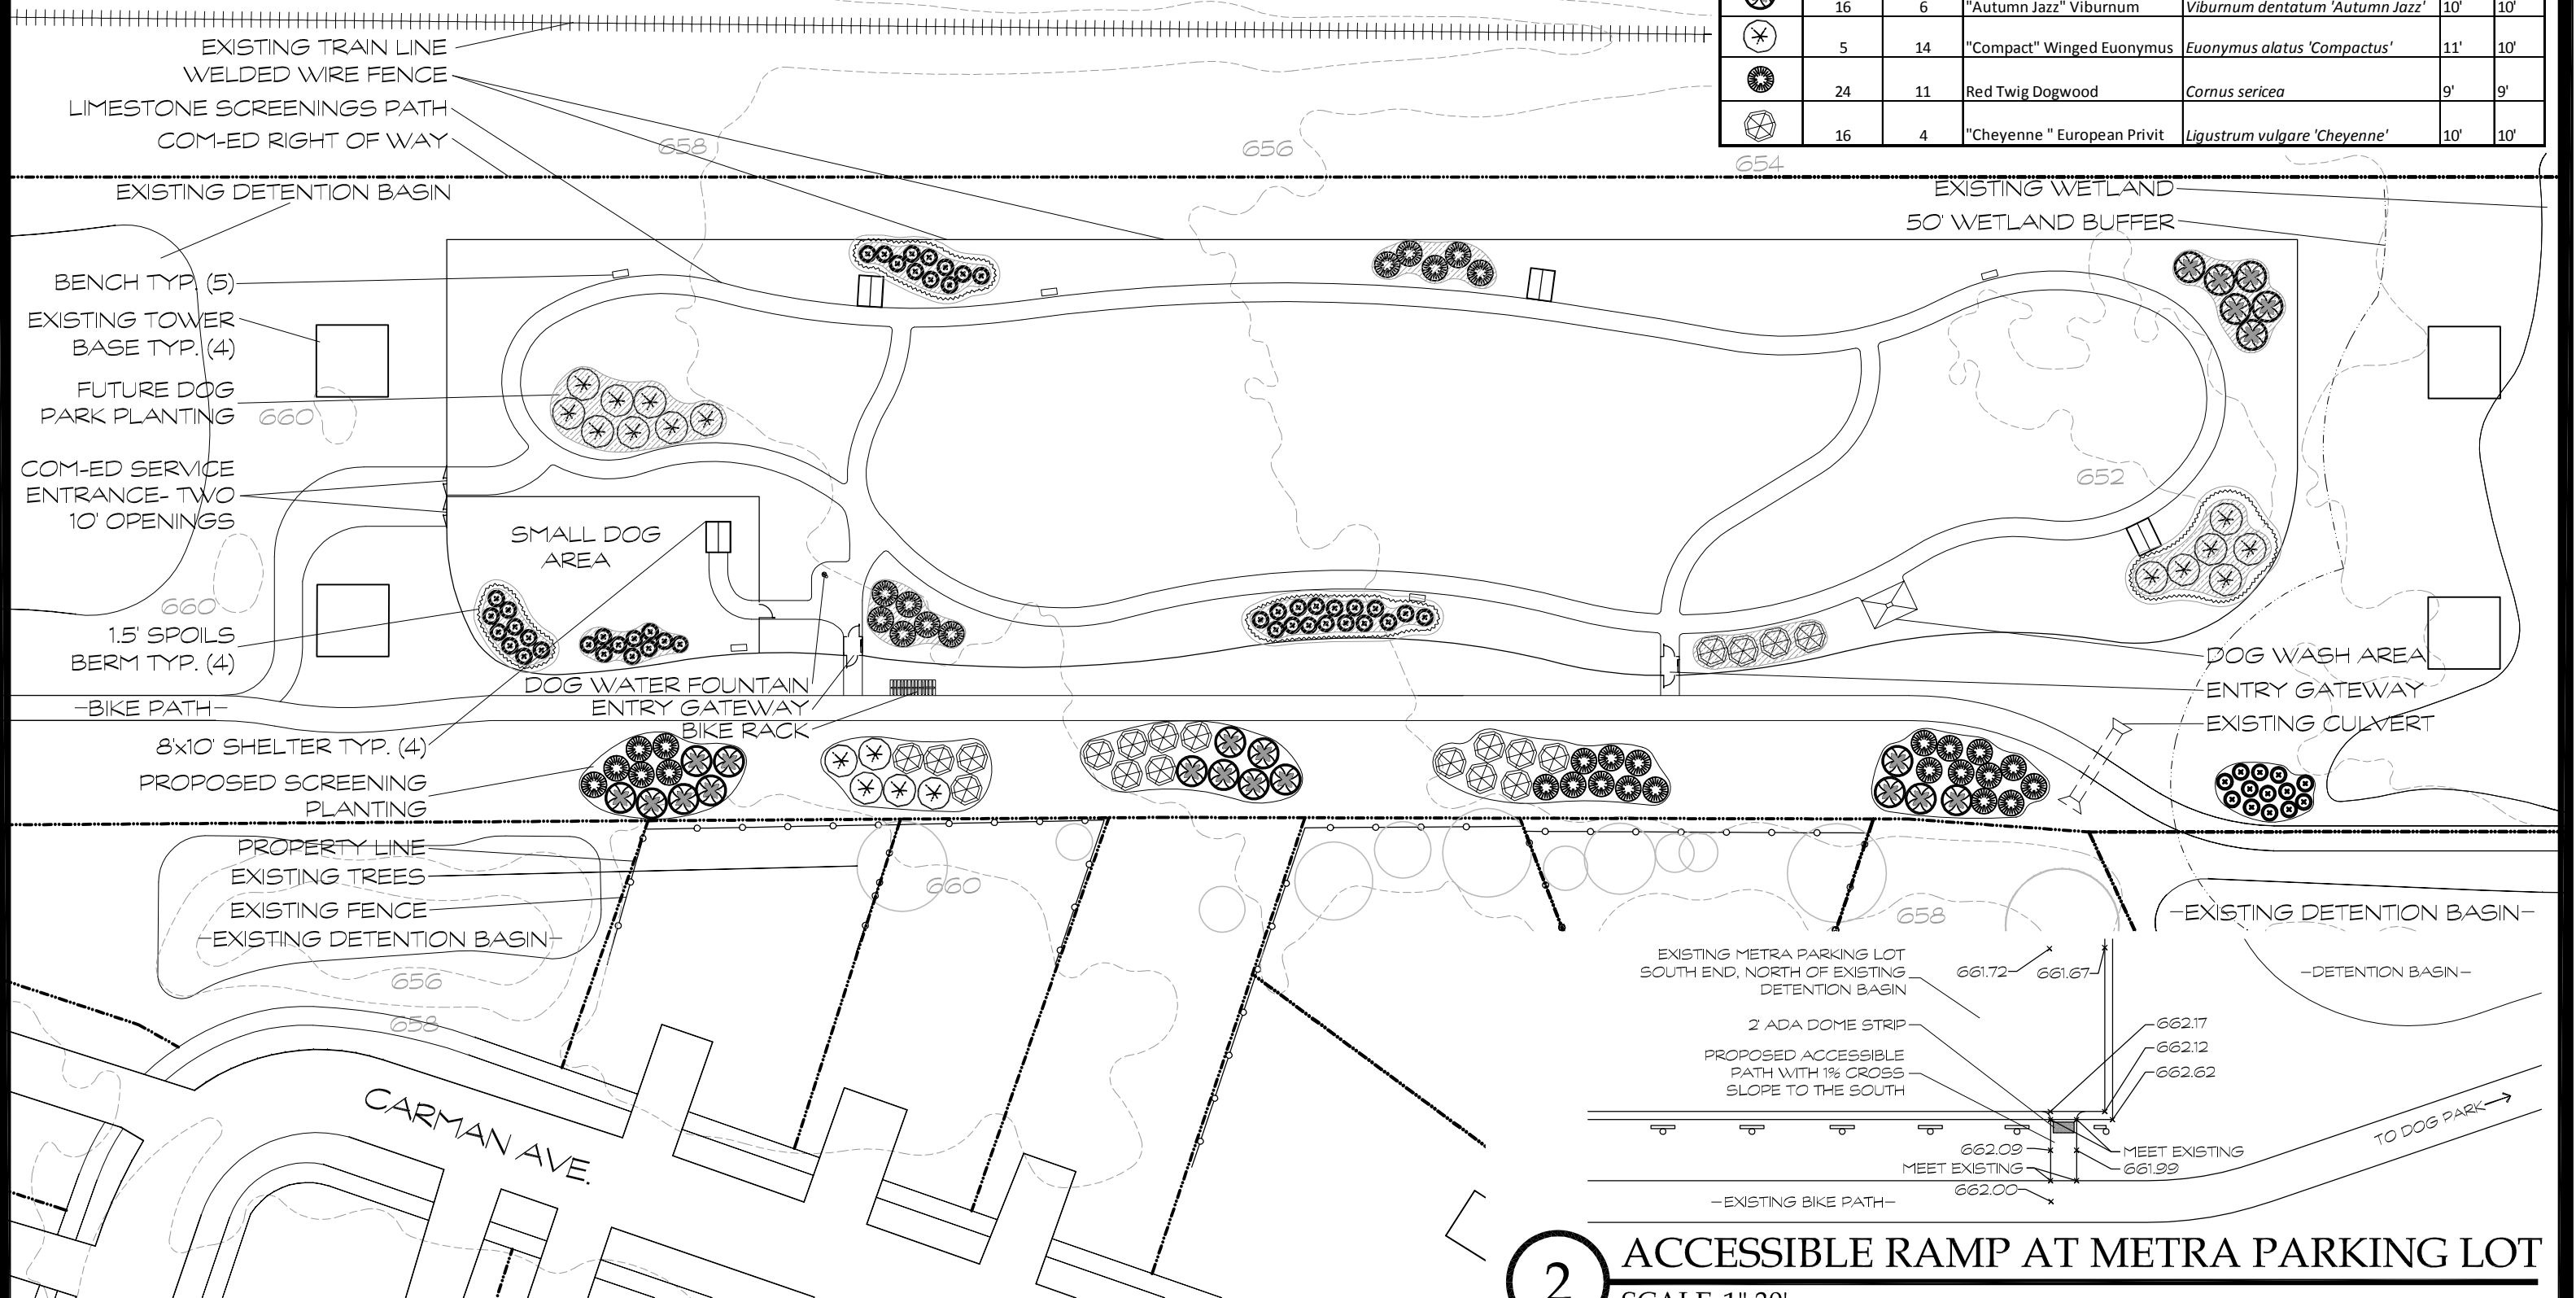 16 6 "Autumn Jazz" Viburnum Viburnum dentatum 'Autumn Jazz' 10' 10'
5 14 "Compact" Winged Euonymus Euonymus alatus 'Compactus' 11' 10'
24 11 Red Twig Dogwood Cornus sericea 9' 9'
16 4 "Cheyenne " European Privit Ligustrum vulgare 'Cheyenne' 10' 10'
EXISTING TRAIN LINE
WELDED WIRE FENCE
LIMESTONE SCREENINGS PATH
COM-ED RIGHT OF WAY
658
656
654
EXISTING DETENTION BASIN
EXISTING WETLAND
50' WETLAND BUFFER
BENCH TYP. (5)
EXISTING TOWER
BASE TYP. (4)
FUTURE DOG
PARK PLANTING
660
COM-ED SERVICE
ENTRANCE- TWO
10' OPENINGS
652
SMALL DOG
AREA
660
1.5' SPOILS
BERM TYP. (4)
DOG WASH AREA
DOG WATER FOUNTAIN
ENTRY GATEWAY
ENTRY GATEWAY
-BIKE PATH-
BIKE RACK
EXISTING CULVERT
8'x10' SHELTER TYP. (4)
PROPOSED SCREENING
PLANTING
PROPERTY LINE
EXISTING TREES
EXISTING FENCE
-EXISTING DETENTION BASIN-
660
658
-EXISTING DETENTION BASIN-
656
658
CARMAN AVE.
EXISTING METRA PARKING LOT
SOUTH END, NORTH OF EXISTING
DETENTION BASIN
661.72
661.67
-DETENTION BASIN-
2' ADA DOME STRIP
662.17
662.12
662.62
PROPOSED ACCESSIBLE
PATH WITH 1% CROSS
SLOPE TO THE SOUTH
TO DOG PARK
662.09
MEET EXISTING
MEET EXISTING
661.99
662.00
-EXISTING BIKE PATH-
2
ACCESSIBLE RAMP AT METRA PARKING LOT